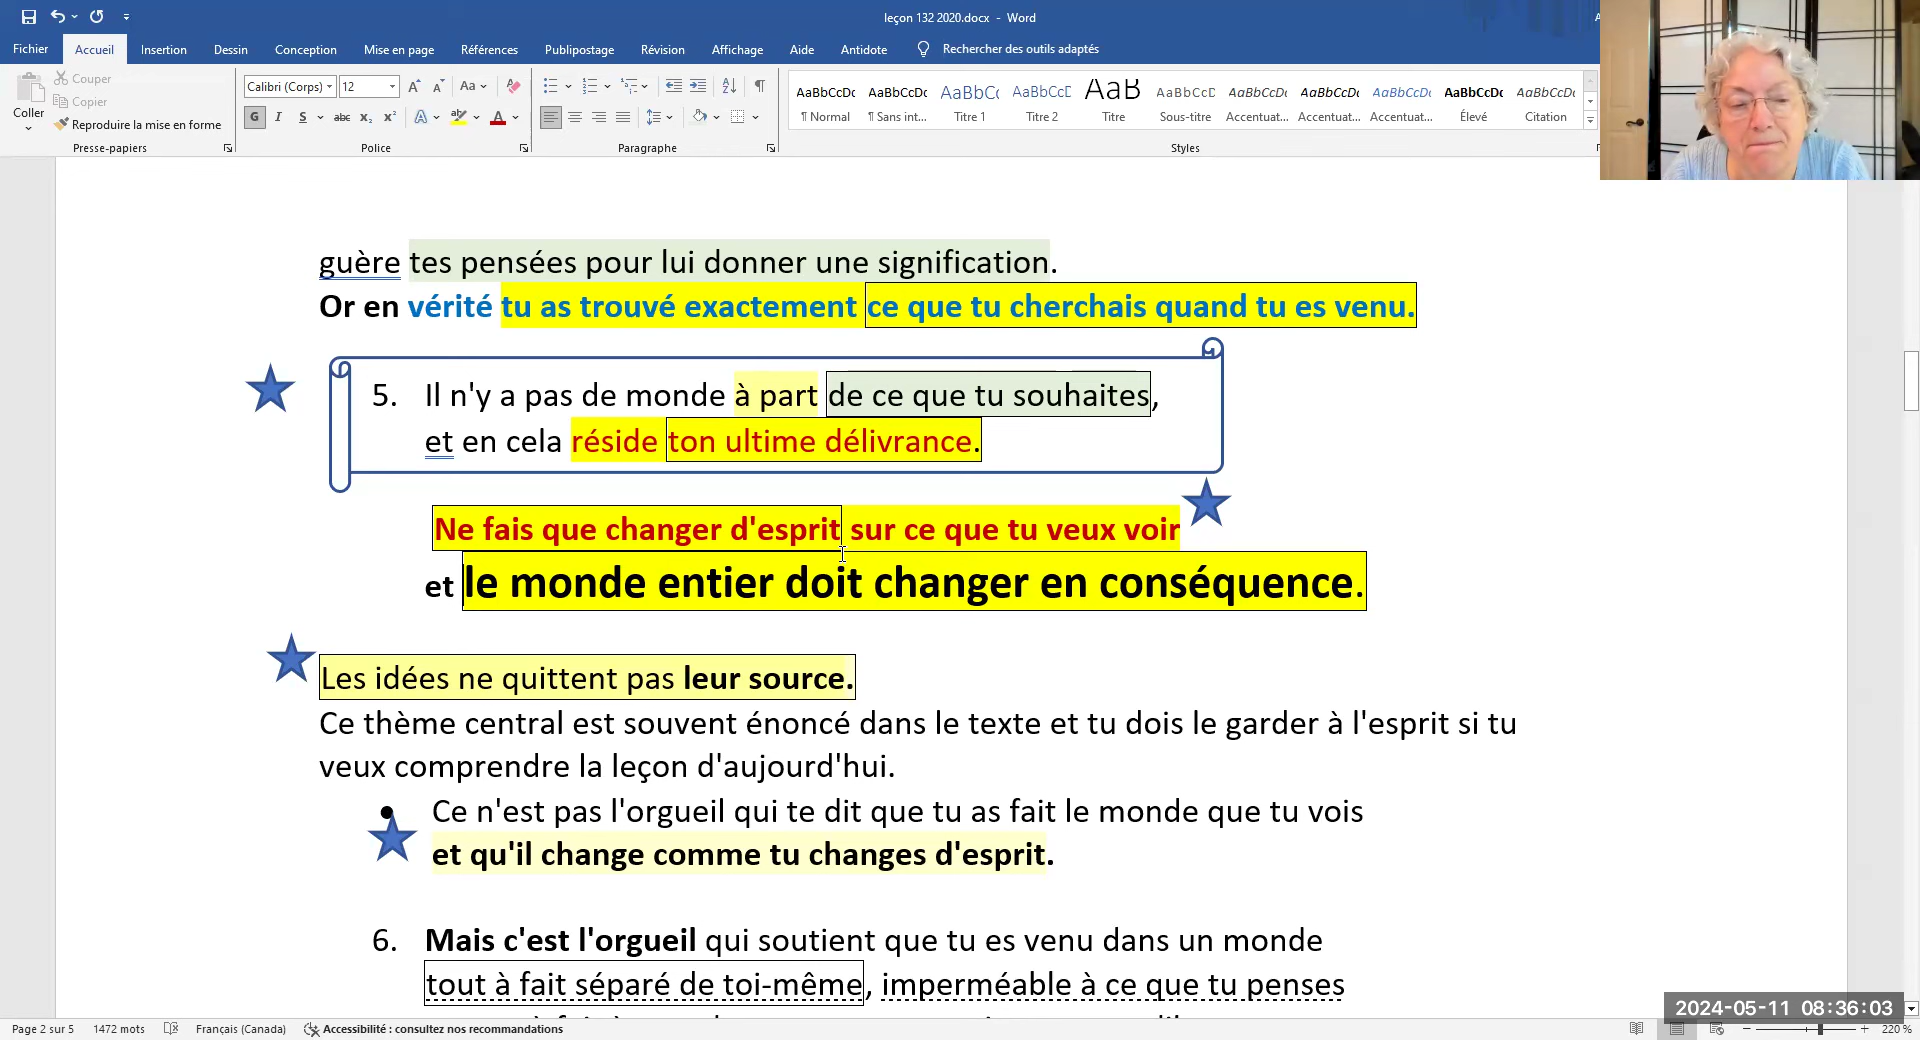 leçon 132 2020.docx - Word
Fichier Accueil Insertion Dessin Conception Mise en page Références Publipostage Révision Affichage Aide Antidote Rechercher des outils adaptés
Coller
Couper
Copier
Reproduire la mise en forme
Presse-papiers
Calibri (Corps) 12
Police
Paragraphe
AaBbCcDc AaBbCcDc AaBbCc AaBbCcD AaB AaBbCcD AaBbCcDc AaBbCcDc AaBbCcDc AaBbCcDc AaBbCcDc
¶ Normal ¶ Sans int... Titre 1 Titre 2 Titre Sous-titre Accentuat... Accentuat... Accentuat... Élevé Citation
Styles
guère tes pensées pour lui donner une signification.
Or en vérité tu as trouvé exactement ce que tu cherchais quand tu es venu.
5. Il n'y a pas de monde à part de ce que tu souhaites,
et en cela réside ton ultime délivrance.
Ne fais que changer d'esprit sur ce que tu veux voir
et le monde entier doit changer en conséquence.
Les idées ne quittent pas leur source.
Ce thème central est souvent énoncé dans le texte et tu dois le garder à l'esprit si tu
veux comprendre la leçon d'aujourd'hui.
● Ce n'est pas l'orgueil qui te dit que tu as fait le monde que tu vois
et qu'il change comme tu changes d'esprit.
6. Mais c'est l'orgueil qui soutient que tu es venu dans un monde
tout à fait séparé de toi-même, imperméable à ce que tu penses
2024-05-11 08:36:03
Page 2 sur 5 1472 mots Français (Canada) Accessibilité : consultez nos recommandations 220 %